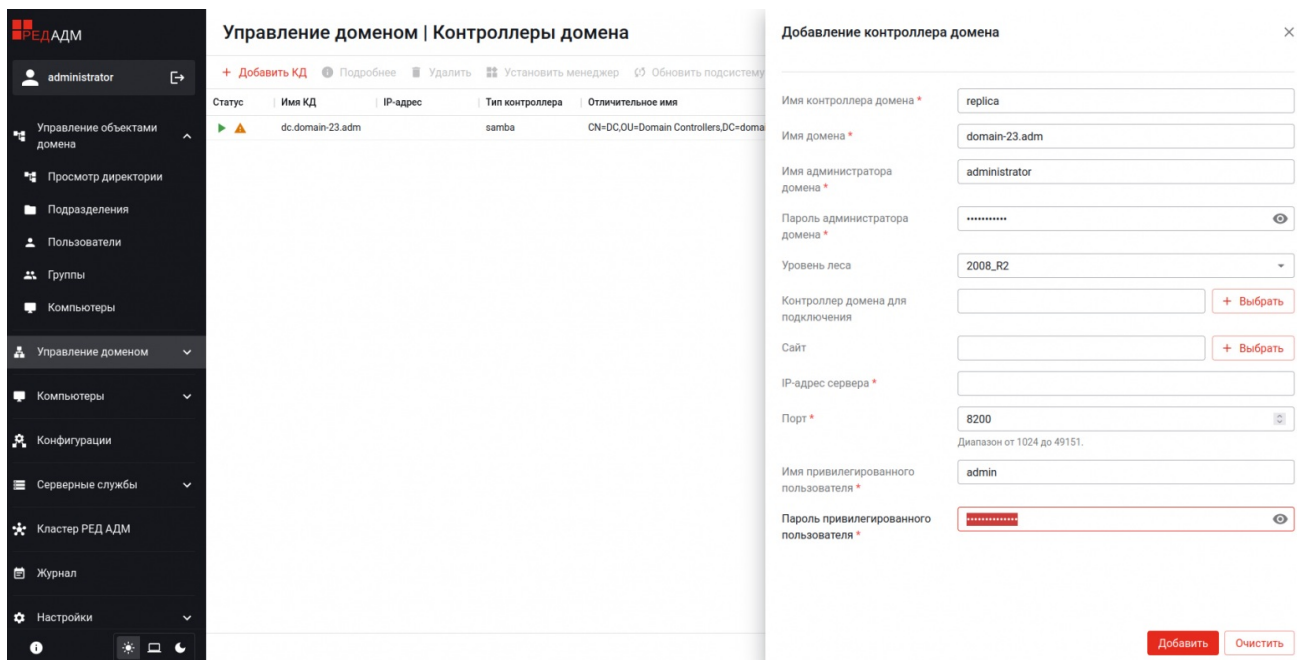 РЕД АДМ
administrator
Управление объектами
домена
Просмотр директории
Подразделения
Пользователи
Группы
Компьютеры
Управление доменом
Компьютеры
Конфигурации
Серверные службы
Кластер РЕД АДМ
Журнал
Настройки
Управление доменом | Контроллеры домена
+ Добавить КД Подробнее Удалить Установить менеджер Обновить подсистему
Статус Имя КД IP-адрес Тип контроллера Отличительное имя
dc.domain-23.adm samba CN=DC,OU=Domain Controllers,DC=domai
Добавление контроллера домена
Имя контроллера домена * replica
Имя домена * domain-23.adm
Имя администратора
домена * administrator
Пароль администратора
домена * •••••••••••
Уровень леса 2008_R2
Контроллер домена для
подключения + Выбрать
Сайт + Выбрать
IP-адрес сервера *
Порт * 8200
Диапазон от 1024 до 49151.
Имя привилегированного
пользователя * admin
Пароль привилегированного
пользователя * ••••••••••••••
Добавить Очистить